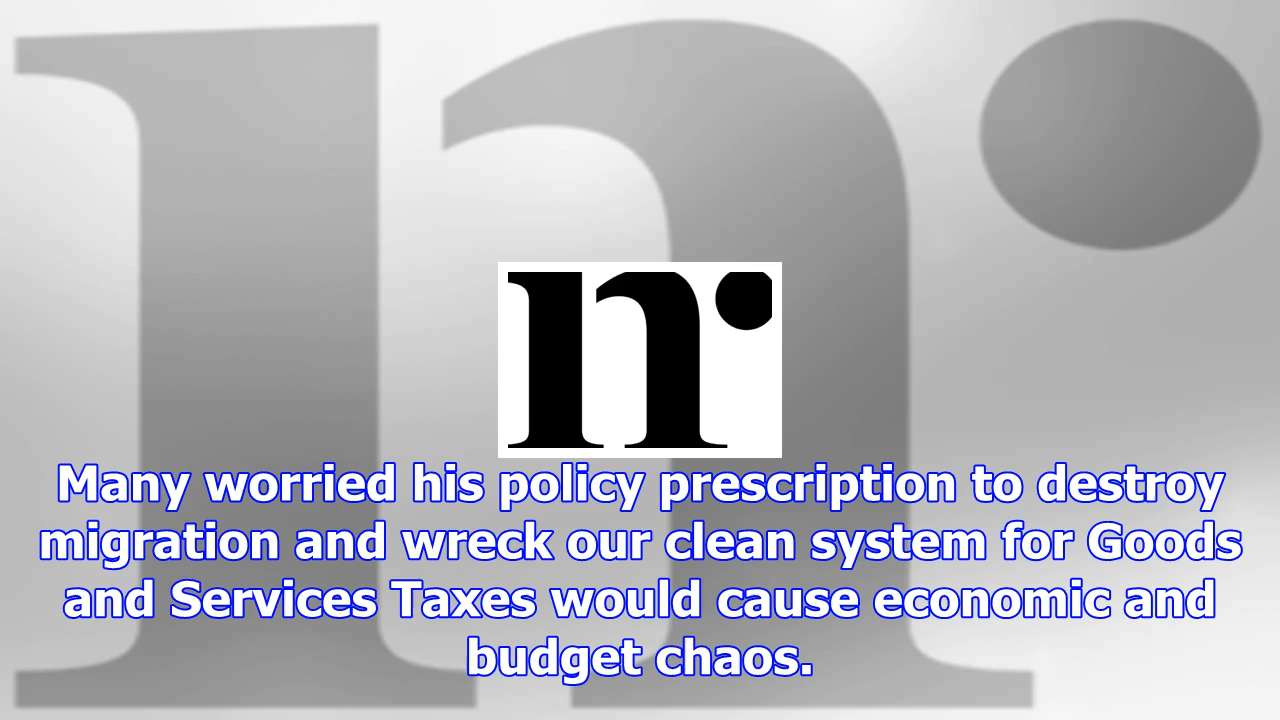 n
Many worried his policy prescription to destroy
migration and wreck our clean system for Goods
and Services Taxes would cause economic and
budget chaos.